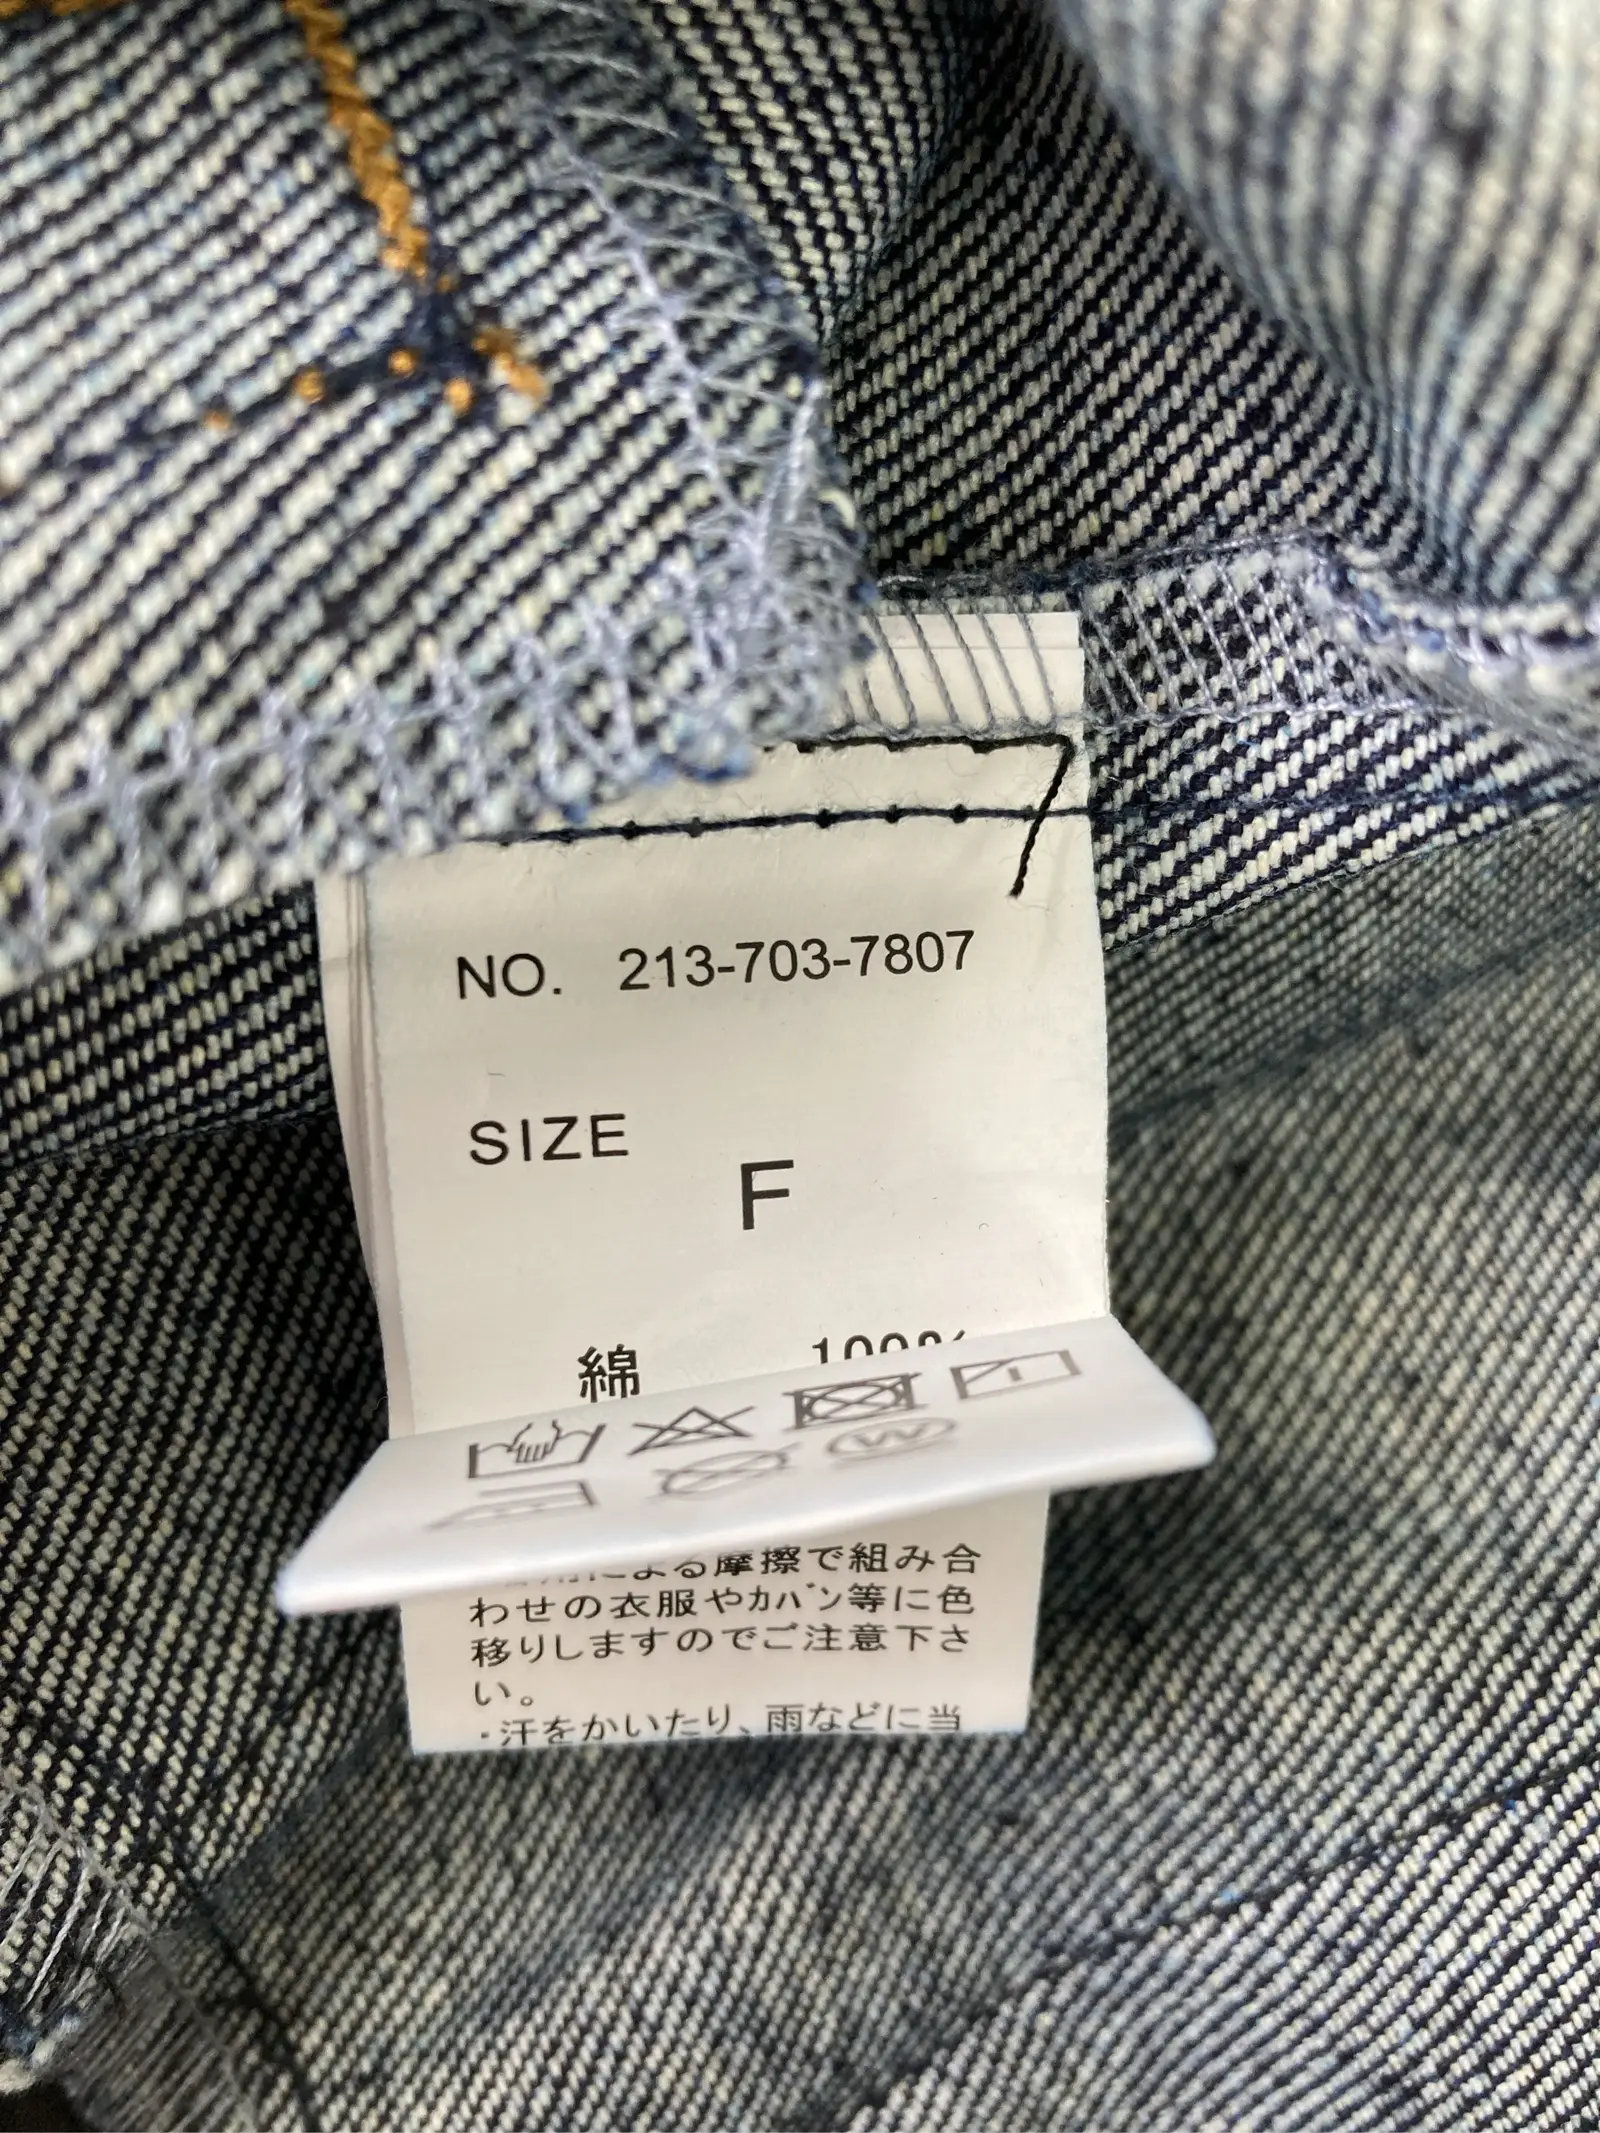 NO. 213-703-7807
SIZE
F
綿 100%
による摩擦で組み合
わせの衣服やｶﾊﾞﾝ等に色
移りしますのでご注意下さ
い。
・汗をかいたり、雨などに当